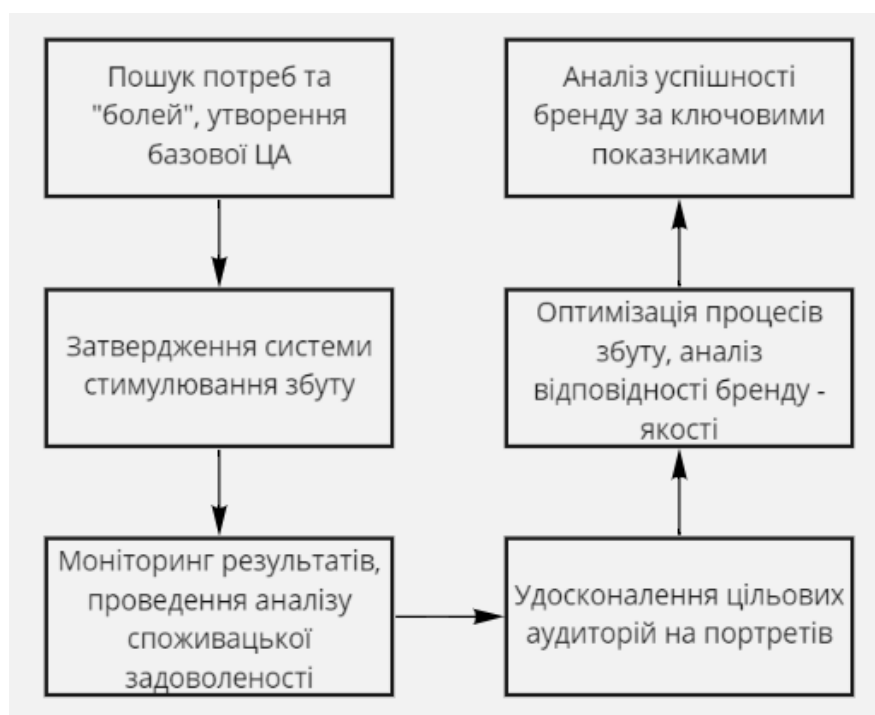 Пошук потреб та
"болей", утворення
базової ЦА
Затвердження системи
стимулювання збуту
Моніторинг результатів,
проведення аналізу
споживацької
задоволеності
Удосконалення цільових
аудиторій на портретів
Оптимізація процесів
збуту, аналіз
відповідності бренду -
якості
Аналіз успішності
бренду за ключовими
показниками